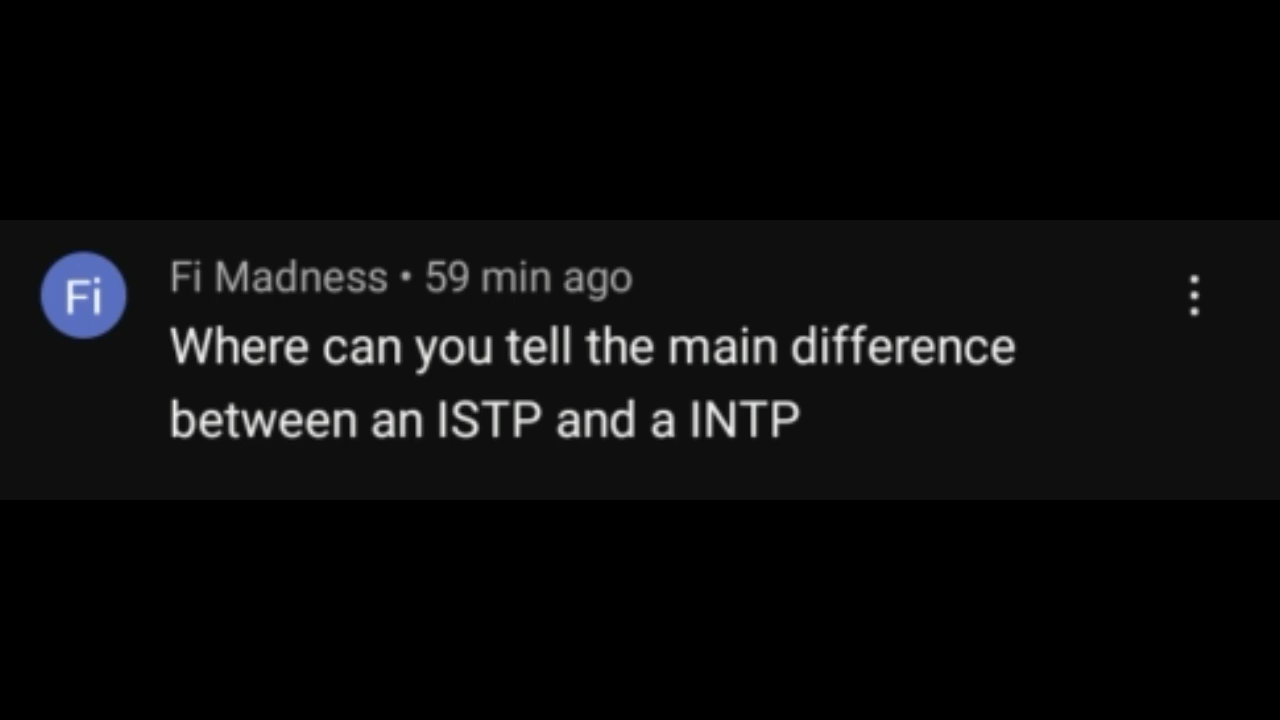 Fi
Fi Madness • 59 min ago
Where can you tell the main difference
between an ISTP and a INTP